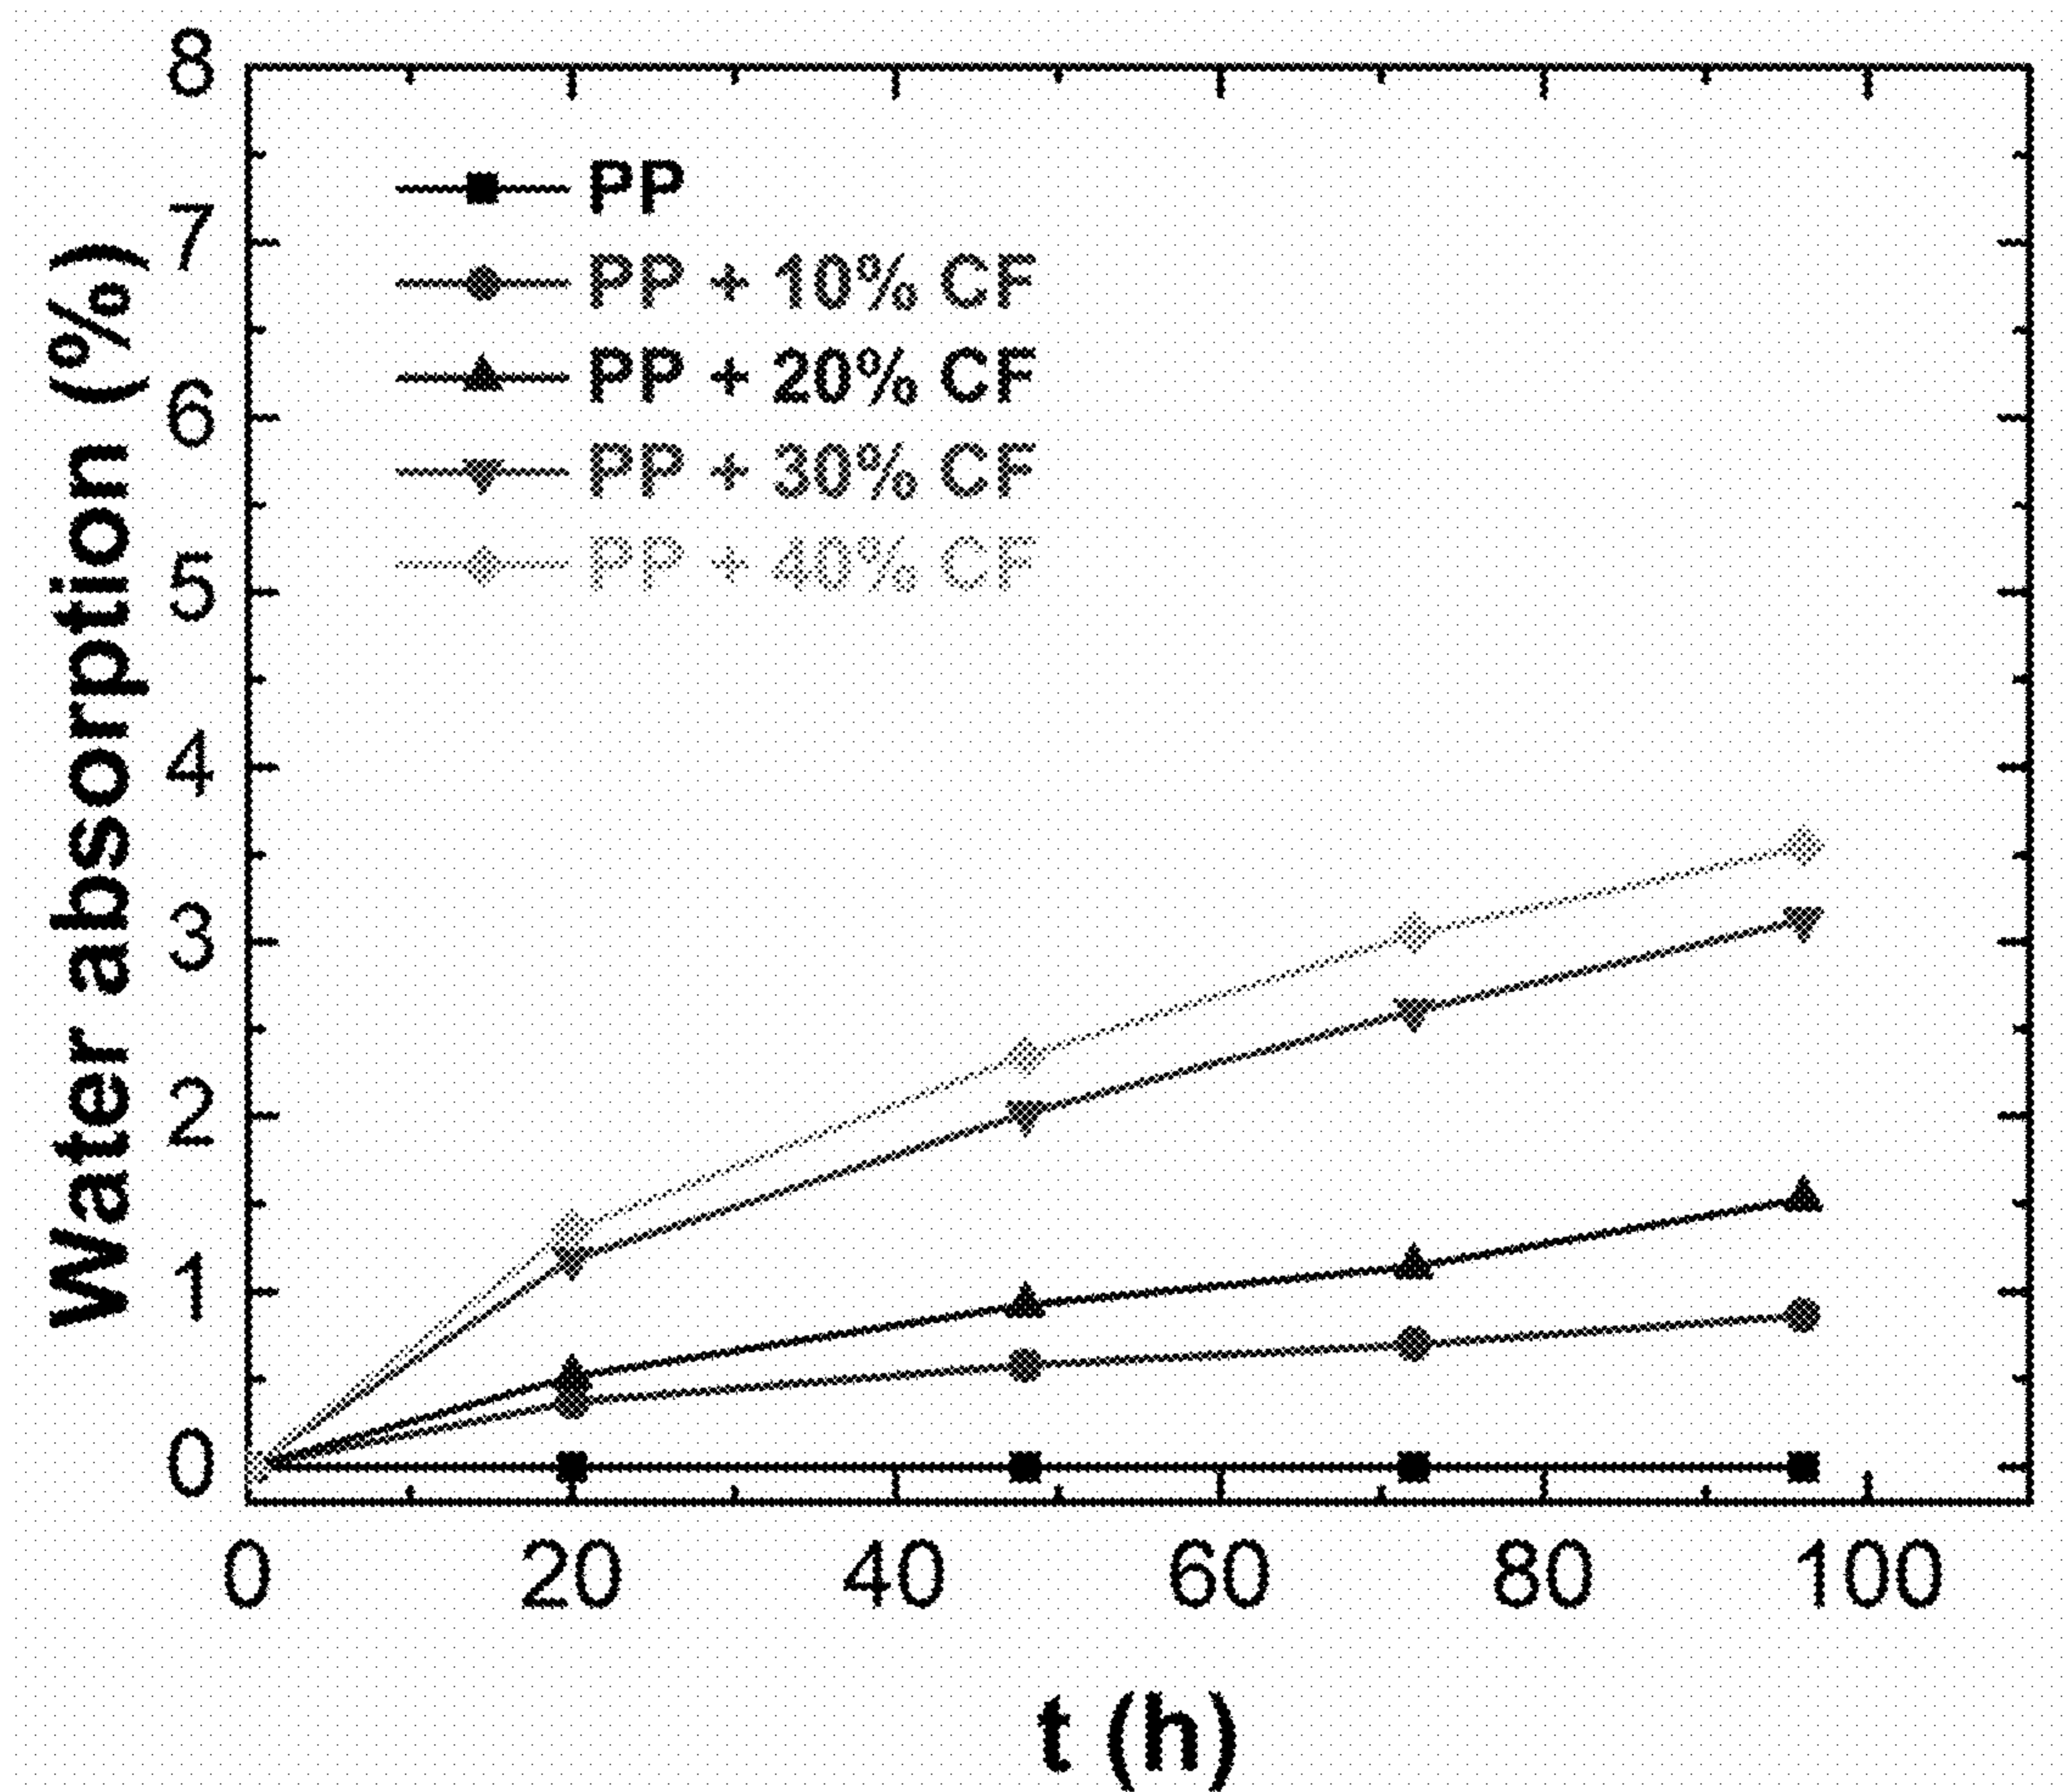 Water absorption (%)
8
7
6
5
4
3
2
1
0
PP
PP + 10% CF
PP + 20% CF
PP + 30% CF
PP + 40% CF
0 20 40 60 80 100
t (h)